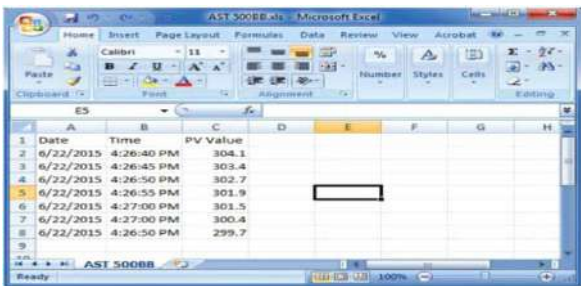 AST 500BB.xls - Microsoft Excel
Home Insert Page Layout Formulas Data Review View Acrobat
Calibri 11
Paste
B I U A A
Number Styles Cells
Clipboard Font Alignment Editing
E5 fx
A B C D E F G H
1 Date Time PV Value
2 6/22/2015 4:26:40 PM 304.1
3 6/22/2015 4:26:45 PM 303.4
4 6/22/2015 4:26:50 PM 302.7
5 6/22/2015 4:26:55 PM 301.9
6 6/22/2015 4:27:00 PM 301.5
7 6/22/2015 4:27:00 PM 300.4
8 6/22/2015 4:26:50 PM 299.7
9
AST 500BB
Ready 100%